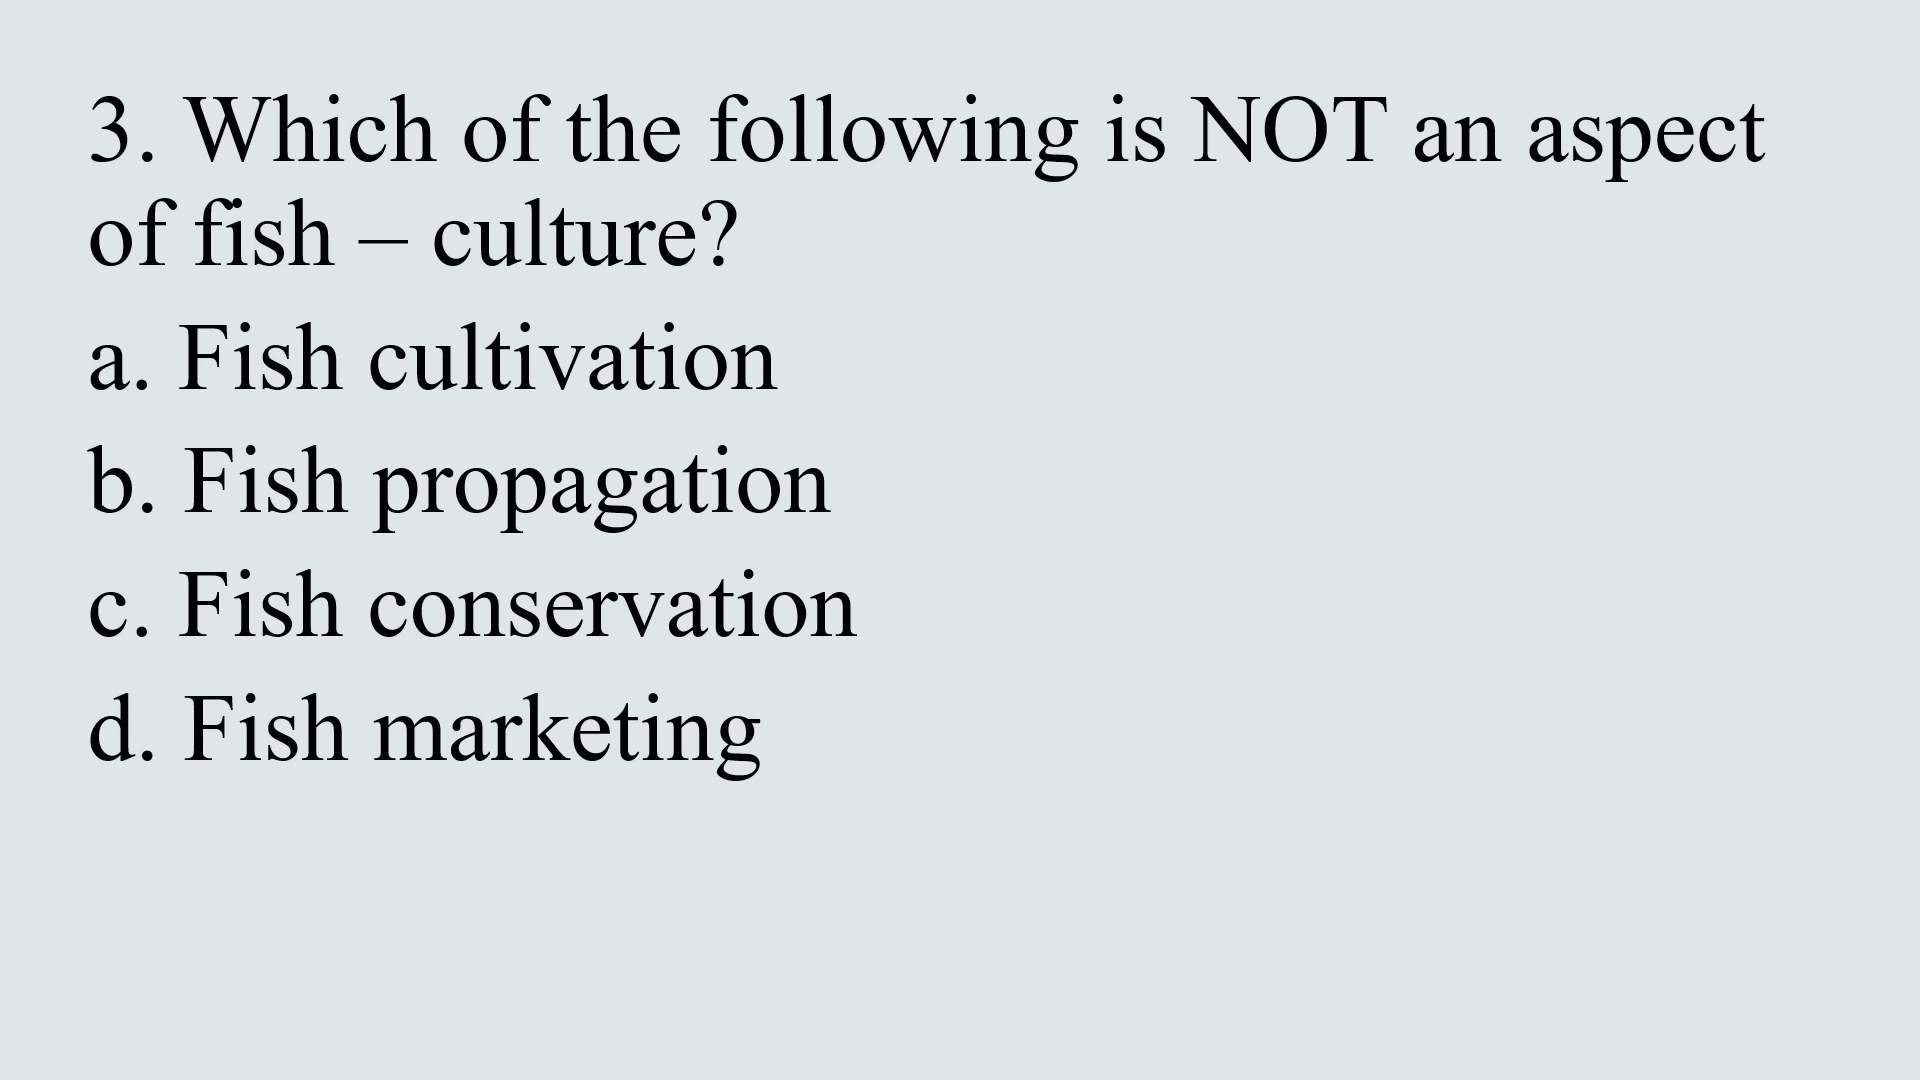 3. Which of the following is NOT an aspect
of fish – culture?
a. Fish cultivation
b. Fish propagation
c. Fish conservation
d. Fish marketing